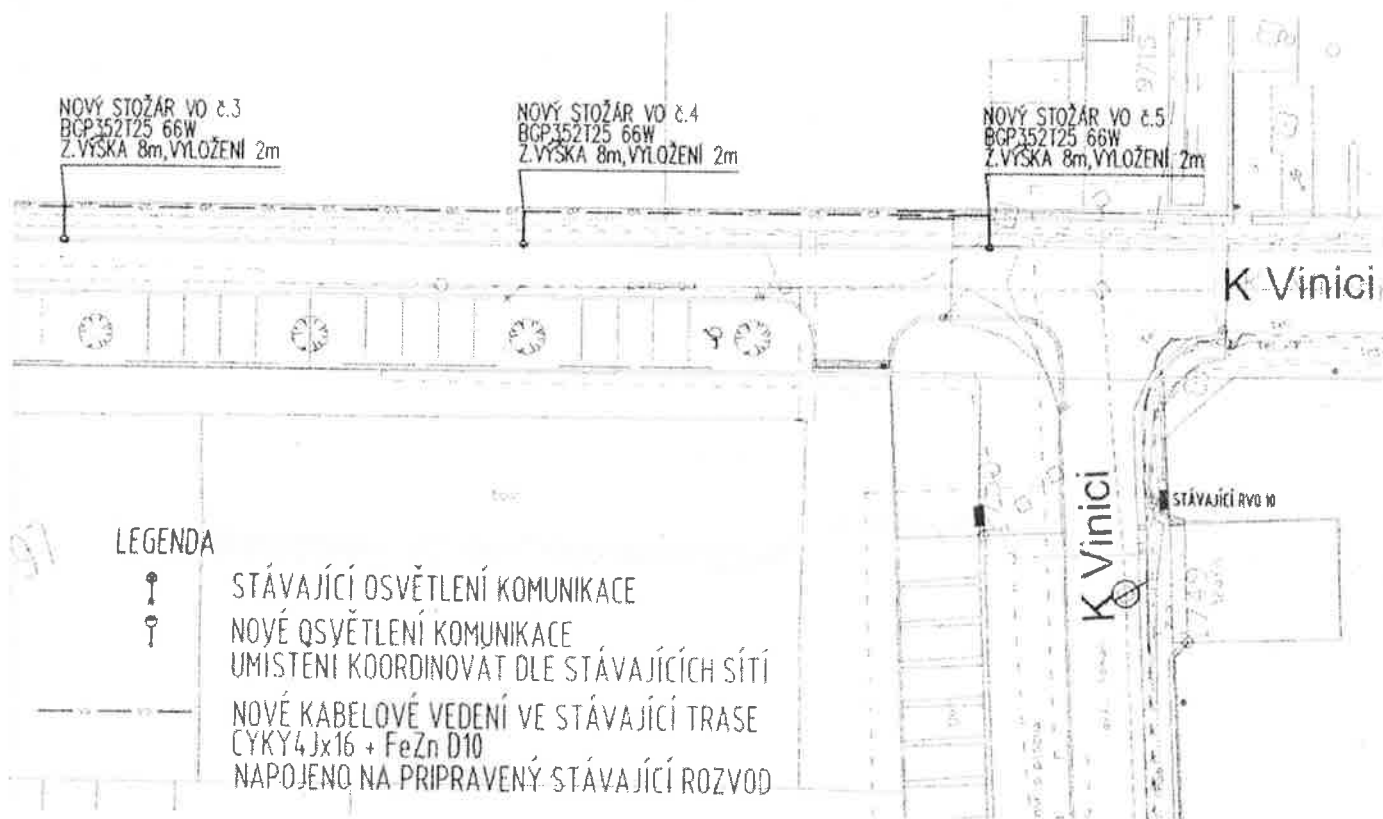 NOVÝ STOŽÁR VO č.3
BGP352T25 66W
Z.VÝŠKA 8m,VYLOŽENÍ 2m
NOVÝ STOŽÁR VO č.4
BGP352T25 66W
Z.VÝŠKA 8m,VYLOŽENÍ 2m
NOVÝ STOŽÁR VO č.5
BGP352T25 66W
Z.VÝŠKA 8m,VYLOŽENÍ 2m
K Vinici
K Vinici
STÁVAJÍCÍ RVO 10
LEGENDA
STÁVAJÍCÍ OSVĚTLENÍ KOMUNIKACE
NOVÉ OSVĚTLENÍ KOMUNIKACE
UMISTĚNI KOORDINOVAT DLE STÁVAJÍCÍCH SÍTÍ
NOVÉ KABELOVÉ VEDENÍ VE STÁVAJÍCÍ TRASE
CYKY4Jx16 + FeZn D10
NAPOJENO NA PRIPRAVENÝ STÁVAJÍCÍ ROZVOD